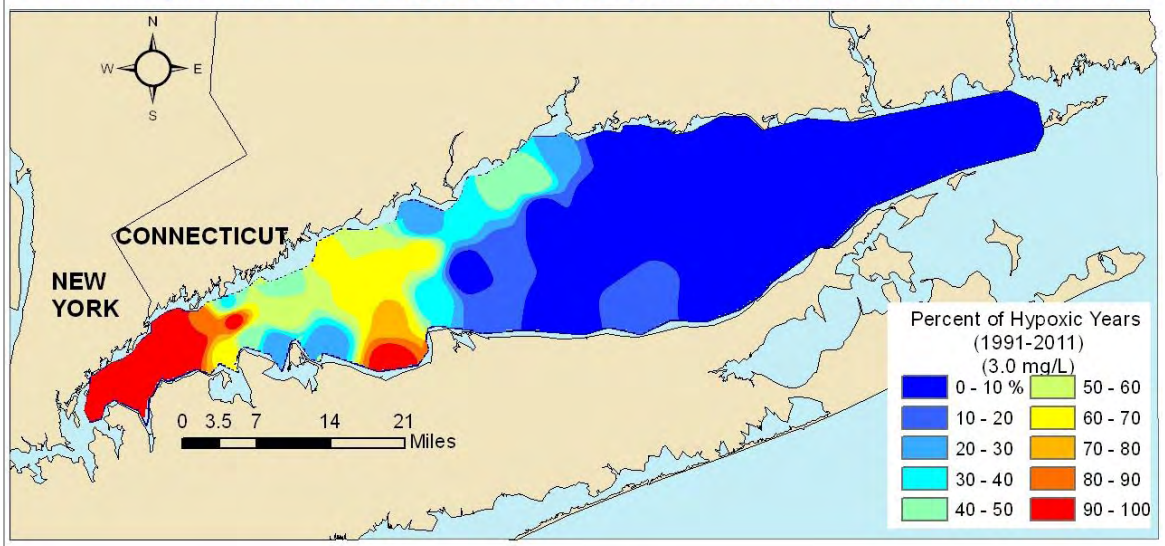 N
W E
S
CONNECTICUT
NEW
YORK
0 3.5 7 14 21
Miles
Percent of Hypoxic Years
(1991-2011)
(3.0 mg/L)
0 - 10 % 50 - 60
10 - 20 60 - 70
20 - 30 70 - 80
30 - 40 80 - 90
40 - 50 90 - 100